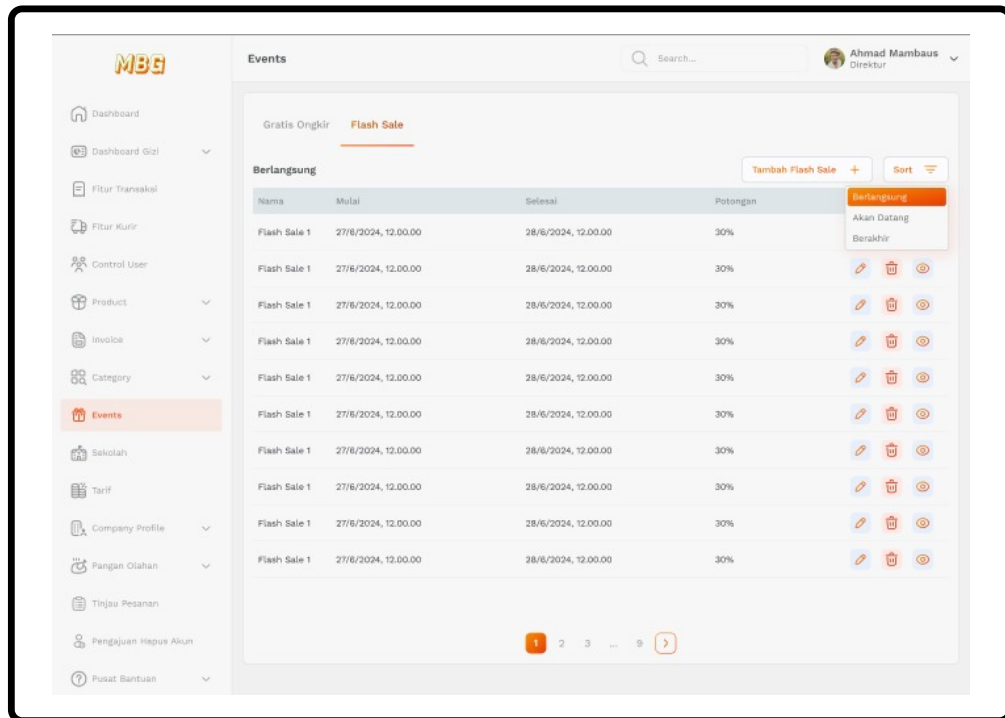 MBG
Events
Search...
Ahmad Mambaus
Direktur
Dashboard
Dashboard Gizi
Fitur Transaksi
Fitur Kurir
Control User
Product
Invoice
Category
Events
Sekolah
Tarif
Company Profile
Pangan Olahan
Tinjau Pesanan
Pengajuan Hapus Akun
Pusat Bantuan
Gratis Ongkir Flash Sale
Berlangsung
Tambah Flash Sale +
Sort
Berlangsung
Akan Datang
Berakhir
Nama Mulai Selesai Potongan
Flash Sale 1 27/6/2024, 12.00.00 28/6/2024, 12.00.00 30%
Flash Sale 1 27/6/2024, 12.00.00 28/6/2024, 12.00.00 30%
Flash Sale 1 27/6/2024, 12.00.00 28/6/2024, 12.00.00 30%
Flash Sale 1 27/6/2024, 12.00.00 28/6/2024, 12.00.00 30%
Flash Sale 1 27/6/2024, 12.00.00 28/6/2024, 12.00.00 30%
Flash Sale 1 27/6/2024, 12.00.00 28/6/2024, 12.00.00 30%
Flash Sale 1 27/6/2024, 12.00.00 28/6/2024, 12.00.00 30%
Flash Sale 1 27/6/2024, 12.00.00 28/6/2024, 12.00.00 30%
Flash Sale 1 27/6/2024, 12.00.00 28/6/2024, 12.00.00 30%
Flash Sale 1 27/6/2024, 12.00.00 28/6/2024, 12.00.00 30%
1 2 3 ... 9 >